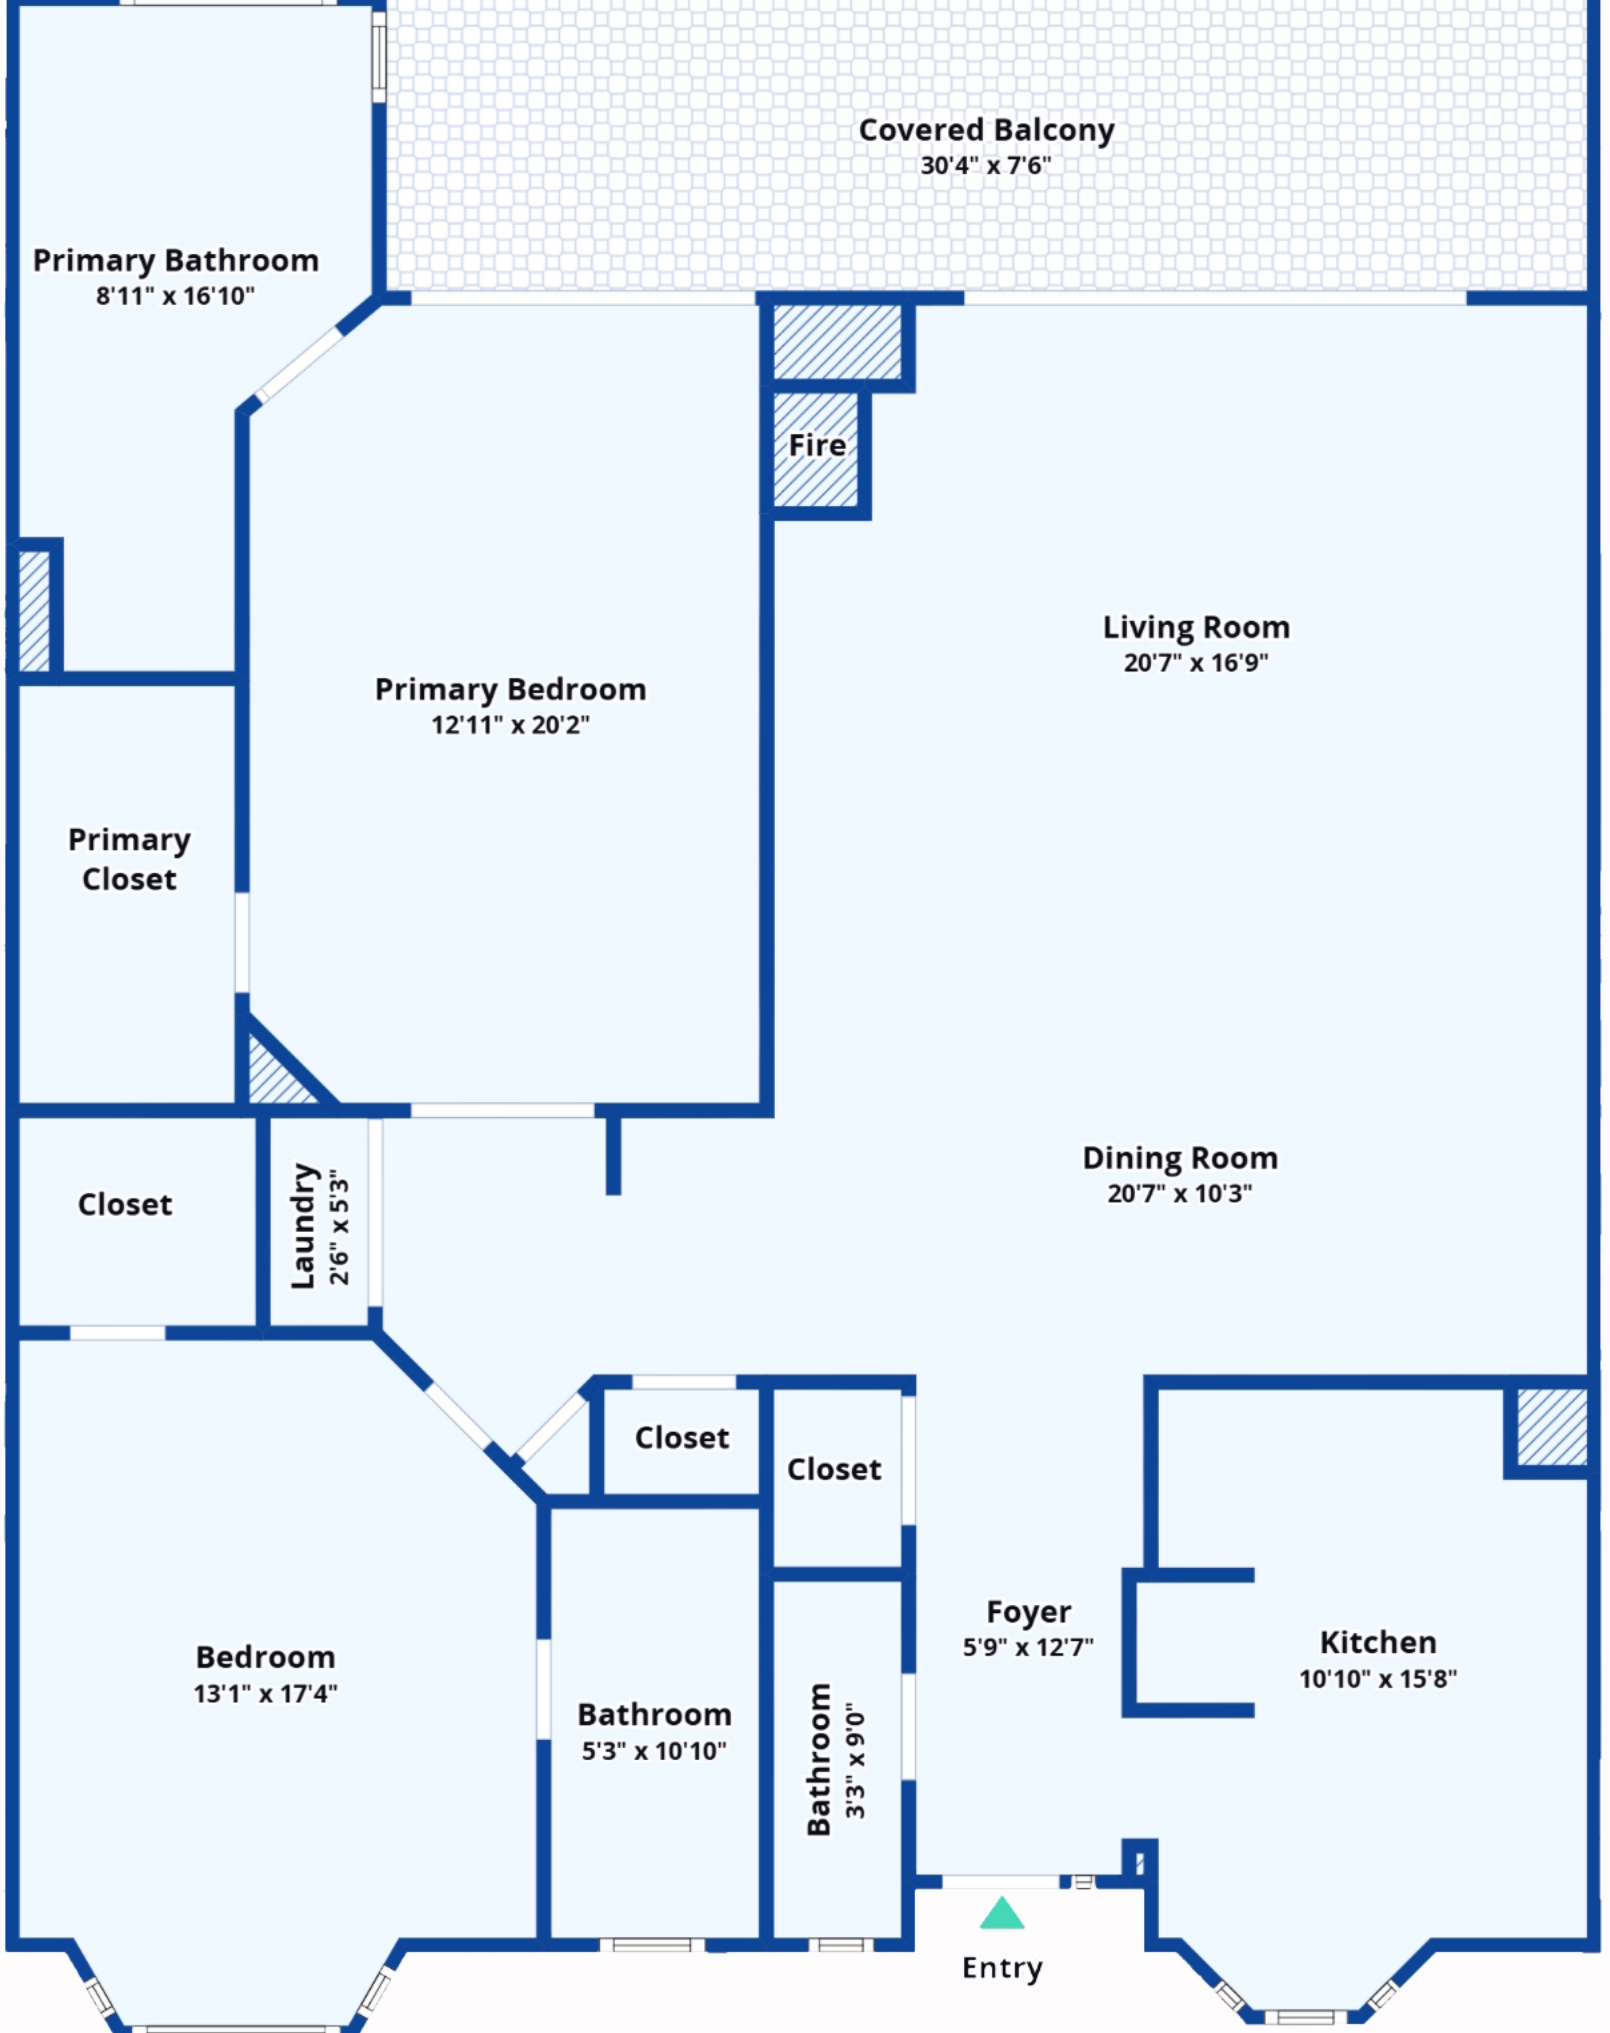 Covered Balcony
30'4" x 7'6"
Primary Bathroom
8'11" x 16'10"
Fire
Living Room
20'7" x 16'9"
Primary Bedroom
12'11" x 20'2"
Primary
Closet
Dining Room
20'7" x 10'3"
Closet
Laundry
2'6" x 5'3"
Closet
Closet
Foyer
5'9" x 12'7"
Kitchen
10'10" x 15'8"
Bedroom
13'1" x 17'4"
Bathroom
5'3" x 10'10"
Bathroom
3'3" x 9'0"
Entry